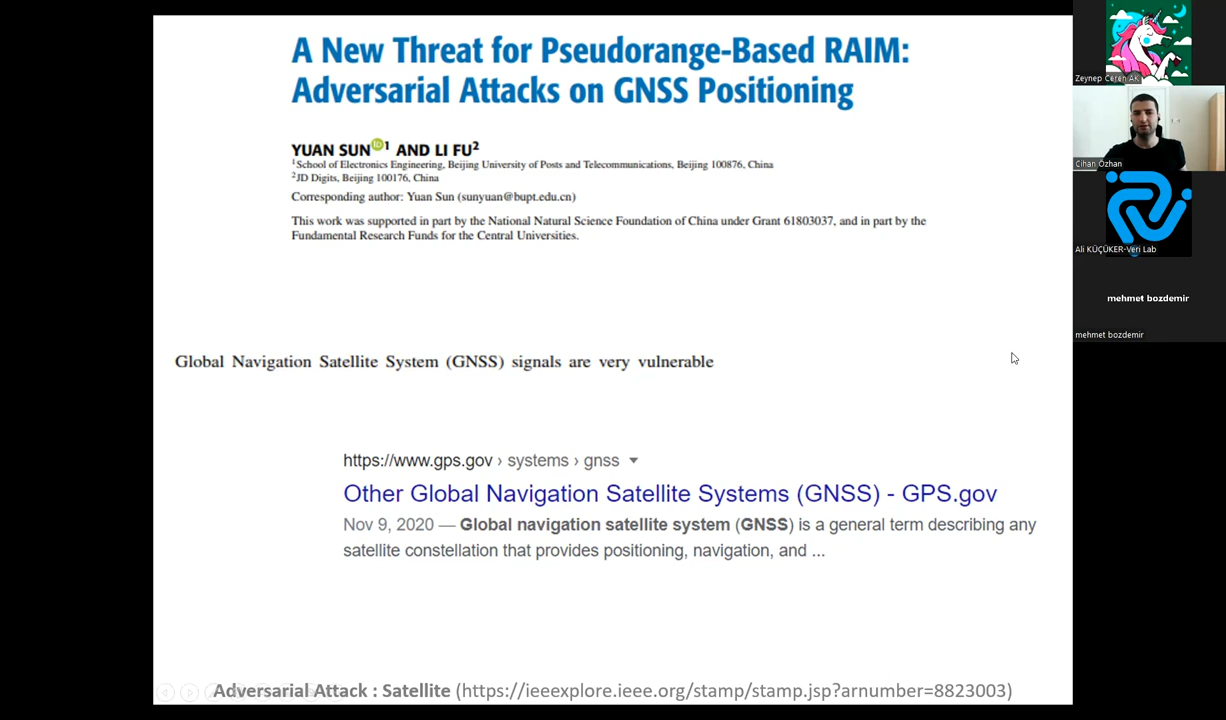 A New Threat for Pseudorange-Based RAIM:
Adversarial Attacks on GNSS Positioning
YUAN SUN iD 1 AND LI FU2
1School of Electronics Engineering, Beijing University of Posts and Telecommunications, Beijing 100876, China
2JD Digits, Beijing 100176, China
Corresponding author: Yuan Sun (sunyuan@bupt.edu.cn)
This work was supported in part by the National Natural Science Foundation of China under Grant 61803037, and in part by the
Fundamental Research Funds for the Central Universities.
Global Navigation Satellite System (GNSS) signals are very vulnerable
https://www.gps.gov › systems › gnss
Other Global Navigation Satellite Systems (GNSS) - GPS.gov
Nov 9, 2020 — Global navigation satellite system (GNSS) is a general term describing any
satellite constellation that provides positioning, navigation, and ...
Adversarial Attack : Satellite (https://ieeexplore.ieee.org/stamp/stamp.jsp?arnumber=8823003)
Zeynep Ceren AK
Cihan Özhan
Ali KÜÇÜKER-Veri Lab
mehmet bozdemir
mehmet bozdemir